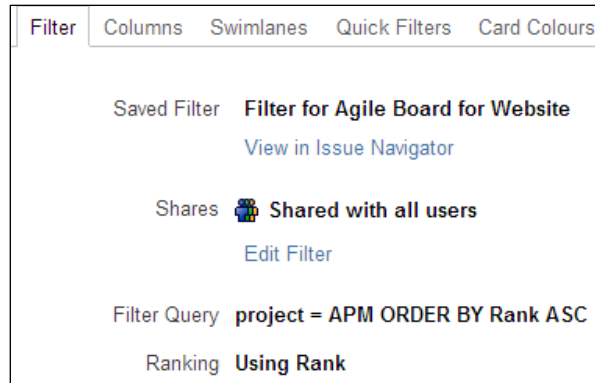 Filter Columns Swimlanes Quick Filters Card Colours
Saved Filter Filter for Agile Board for Website
View in Issue Navigator
Shares Shared with all users
Edit Filter
Filter Query project = APM ORDER BY Rank ASC
Ranking Using Rank